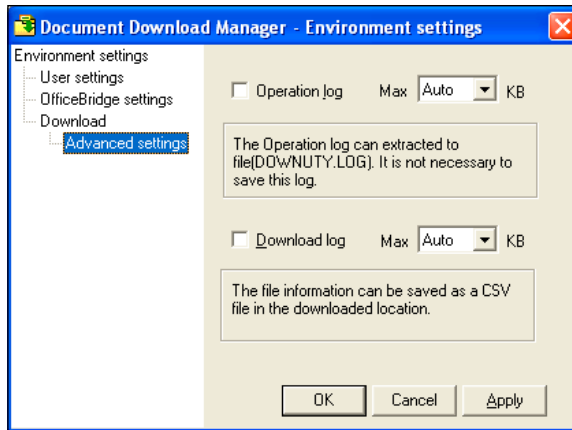 Document Download Manager - Environment settings
Environment settings
User settings
OfficeBridge settings
Download
Advanced settings
Operation log Max Auto KB
The Operation log can extracted to
file(DOWNUTY.LOG). It is not necessary to
save this log.
Download log Max Auto KB
The file information can be saved as a CSV
file in the downloaded location.
OK Cancel Apply